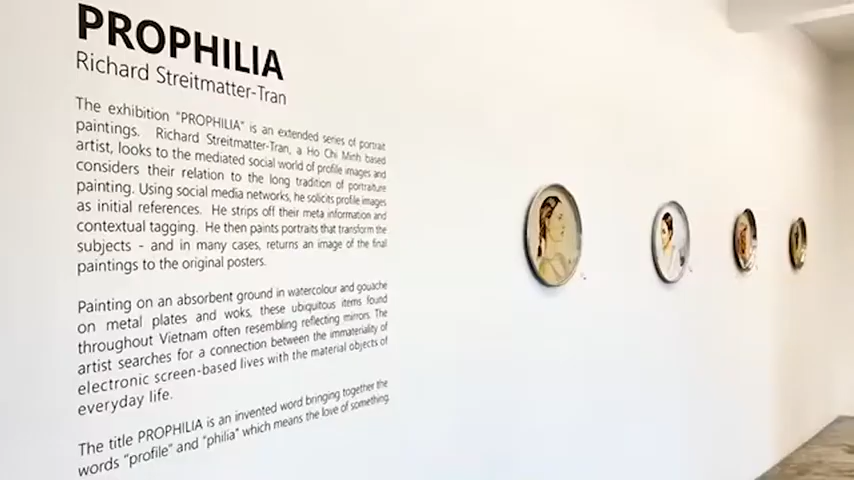 PROPHILIA
Richard Streitmatter-Tran
The exhibition "PROPHILIA" is an extended series of portrait
paintings. Richard Streitmatter-Tran, a Ho Chi Minh based
artist, looks to the mediated social world of profile images and
considers their relation to the long tradition of portraiture
painting. Using social media networks, he solicits profile images
as initial references. He strips off their meta information and
contextual tagging. He then paints portraits that transform the
subjects - and in many cases, returns an image of the final
paintings to the original posters.
Painting on an absorbent ground in watercolour and gouache
on metal plates and woks, these ubiquitous items found
throughout Vietnam often resembling reflecting mirrors. The
artist searches for a connection between the immateriality of
electronic screen-based lives with the material objects of
everyday life.
The title PROPHILIA is an invented word bringing together the
words "profile" and "philia" which means the love of something.